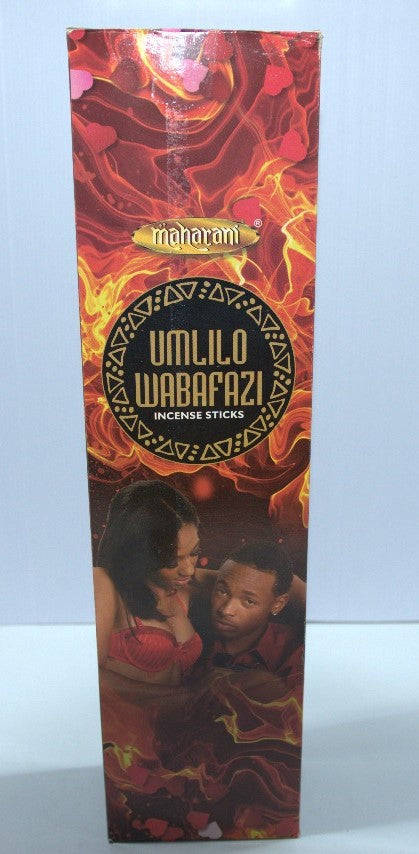 maharani ®
UMLILO
WABAFAZI
INCENSE STICKS